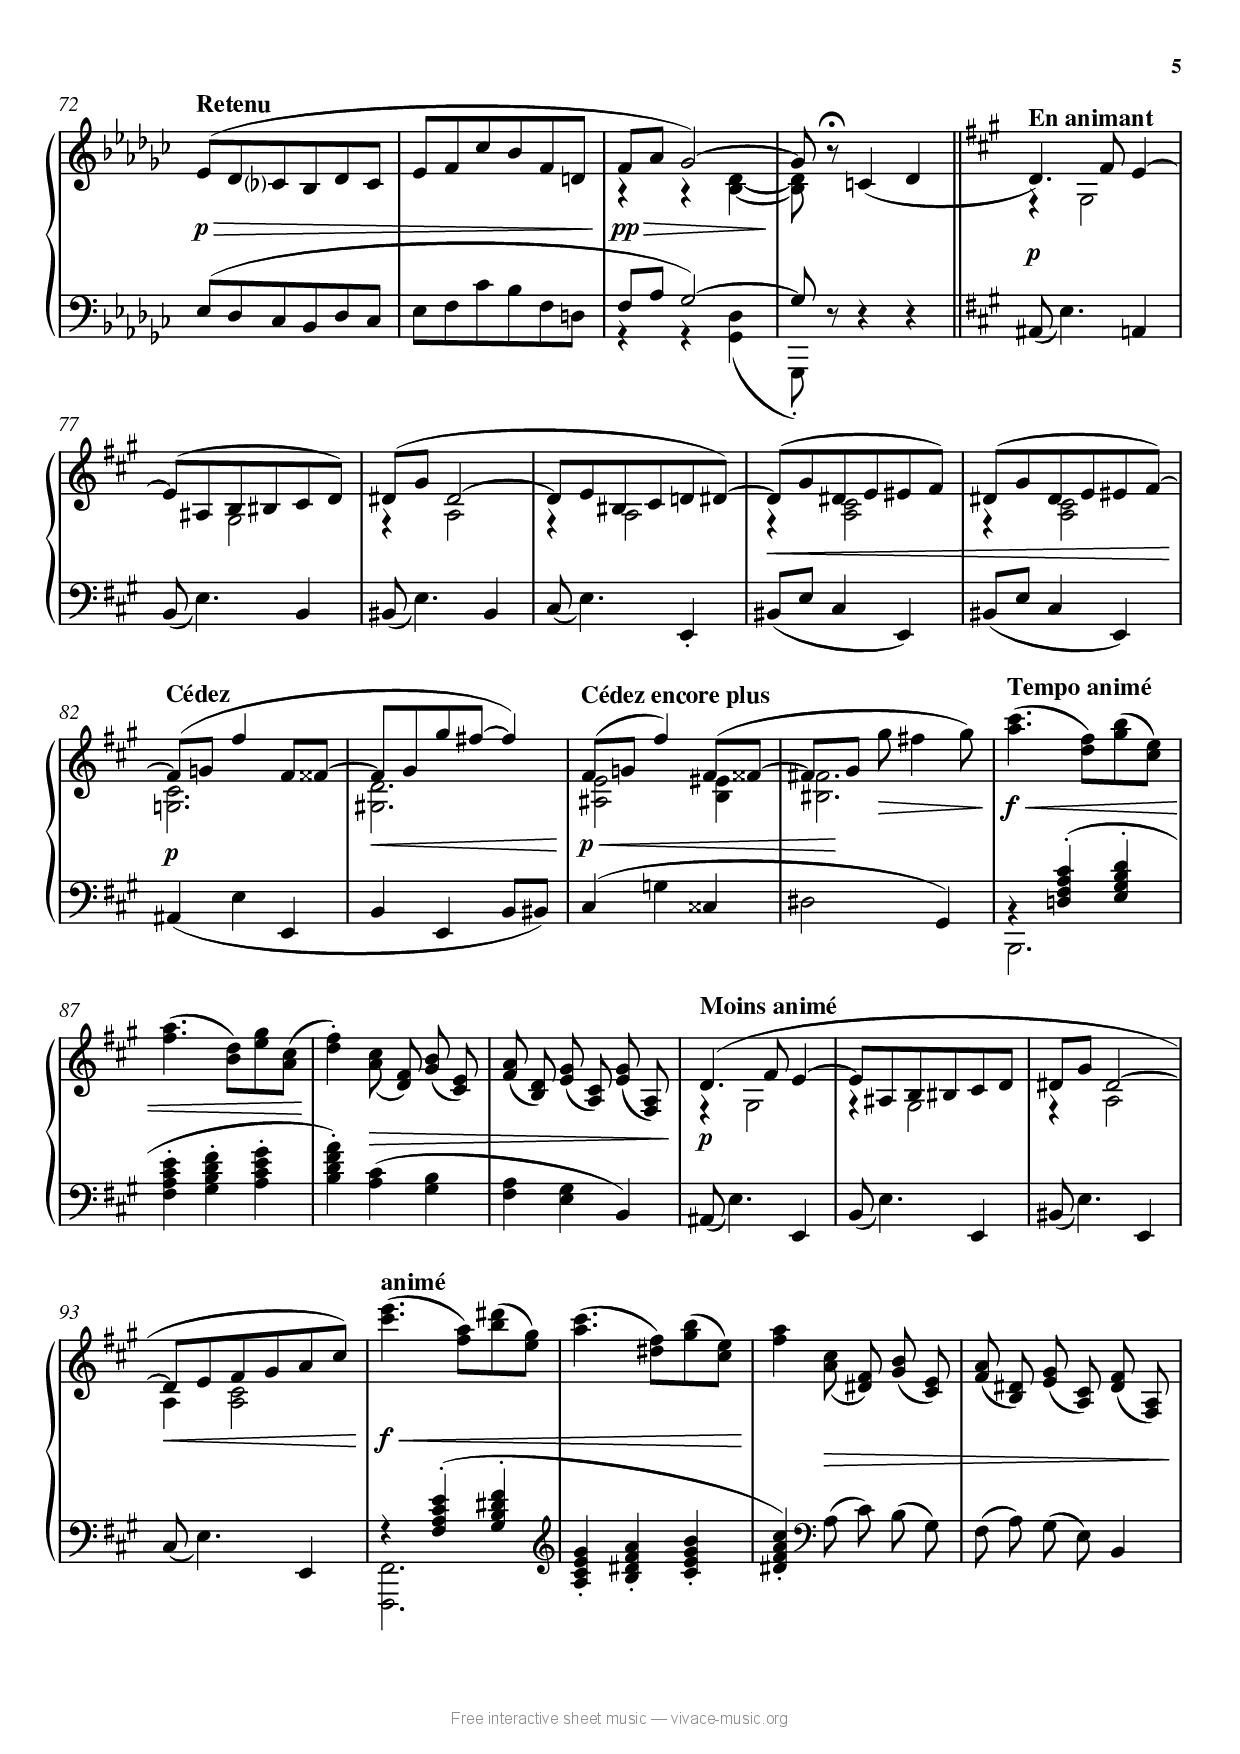 5
72
Retenu
En animant
p
pp
p
77
82
Cédez
Cédez encore plus
Tempo animé
p
p
f
87
Moins animé
p
93
animé
f
Free interactive sheet music — vivace-music.org